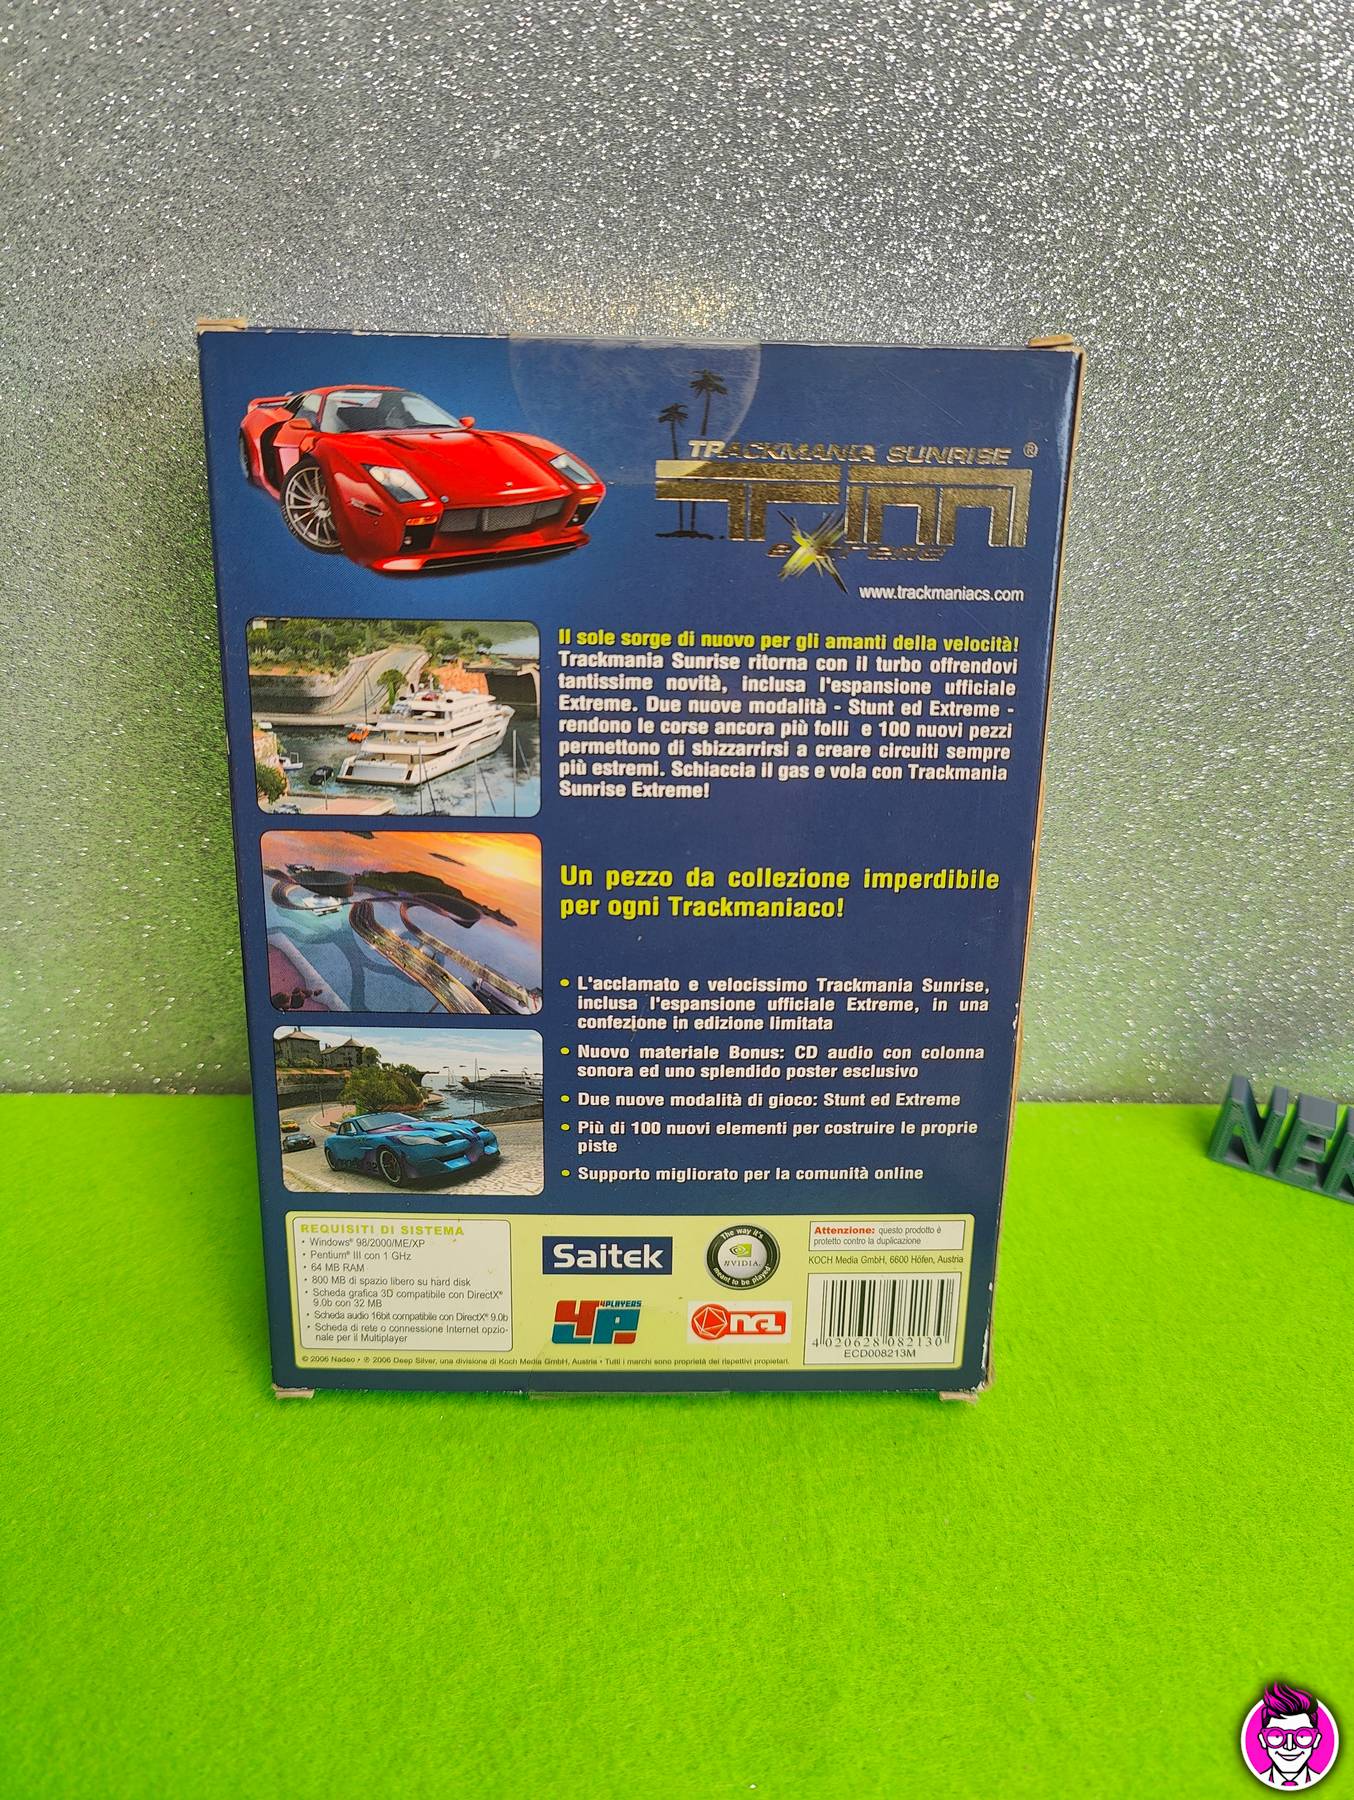 TRACKMANIA SUNRISE ®
TM
eXtreme
www.trackmaniacs.com
Il sole sorge di nuovo per gli amanti della velocità!
Trackmania Sunrise ritorna con il turbo offrendovi
tantissime novità, inclusa l'espansione ufficiale
Extreme. Due nuove modalità - Stunt ed Extreme -
rendono le corse ancora più folli e 100 nuovi pezzi
permettono di sbizzarrirsi a creare circuiti sempre
più estremi. Schiaccia il gas e vola con Trackmania
Sunrise Extreme!
Un pezzo da collezione imperdibile
per ogni Trackmaniaco!
• L'acclamato e velocissimo Trackmania Sunrise,
inclusa l'espansione ufficiale Extreme, in una
confezione in edizione limitata
• Nuovo materiale Bonus: CD audio con colonna
sonora ed uno splendido poster esclusivo
• Due nuove modalità di gioco: Stunt ed Extreme
• Più di 100 nuovi elementi per costruire le proprie
piste
• Supporto migliorato per la comunità online
REQUISITI DI SISTEMA
• Windows® 98/2000/ME/XP
• Pentium® III con 1 GHz
• 64 MB RAM
• 800 MB di spazio libero su hard disk
• Scheda grafica 3D compatibile con DirectX®
9.0b con 32 MB
• Scheda audio 16bit compatibile con DirectX® 9.0b
• Scheda di rete o connessione Internet opzio-
nale per il Multiplayer
Saitek
The way it's
NVIDIA.
meant to be played
4PLAYERS
4P
NGL
Attenzione: questo prodotto è
protetto contro la duplicazione
KOCH Media GmbH, 6600 Höfen, Austria
4 020628 082130
ECD008213M
© 2006 Nadeo • ℗ 2006 Deep Silver, una divisione di Koch Media GmbH, Austria • Tutti i marchi sono proprietà dei rispettivi propietari.